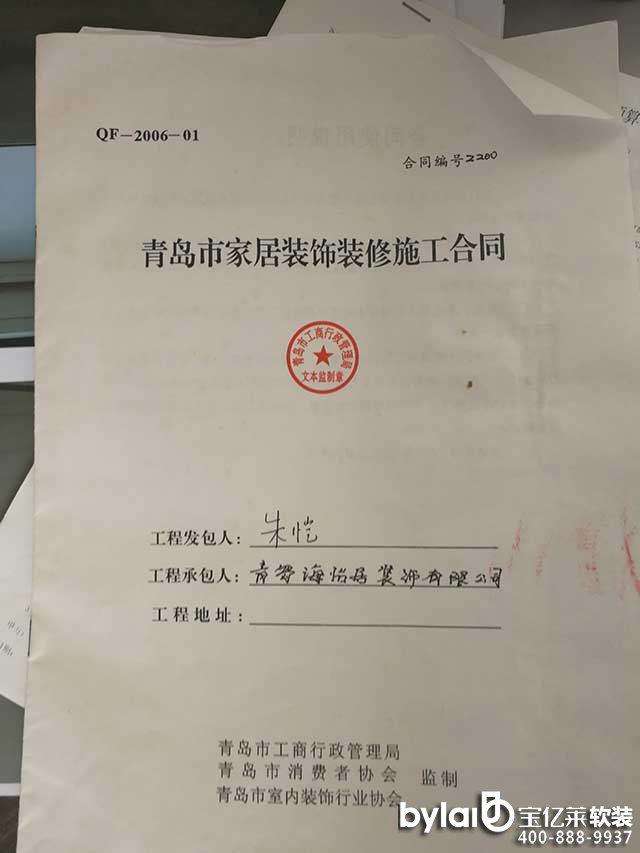 QF－2006－01
合同编号2200
青岛市家居装饰装修施工合同
青岛市工商行政管理局
文本监制章
工程发包人：朱恺
工程承包人：青岛海怡居装饰有限公司
工程地址：
青岛市工商行政管理局
青岛市消费者协会 监制
青岛市室内装饰行业协会
bylai 宝亿莱软装
400-888-9937